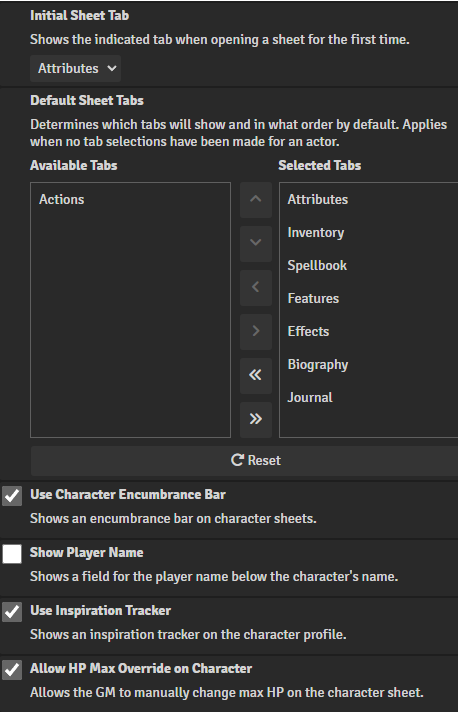 Initial Sheet Tab
Shows the indicated tab when opening a sheet for the first time.
Attributes
Default Sheet Tabs
Determines which tabs will show and in what order by default. Applies
when no tab selections have been made for an actor.
Available Tabs
Selected Tabs
Actions
Attributes
Inventory
Spellbook
Features
Effects
Biography
Journal
Reset
Use Character Encumbrance Bar
Shows an encumbrance bar on character sheets.
Show Player Name
Shows a field for the player name below the character's name.
Use Inspiration Tracker
Shows an inspiration tracker on the character profile.
Allow HP Max Override on Character
Allows the GM to manually change max HP on the character sheet.